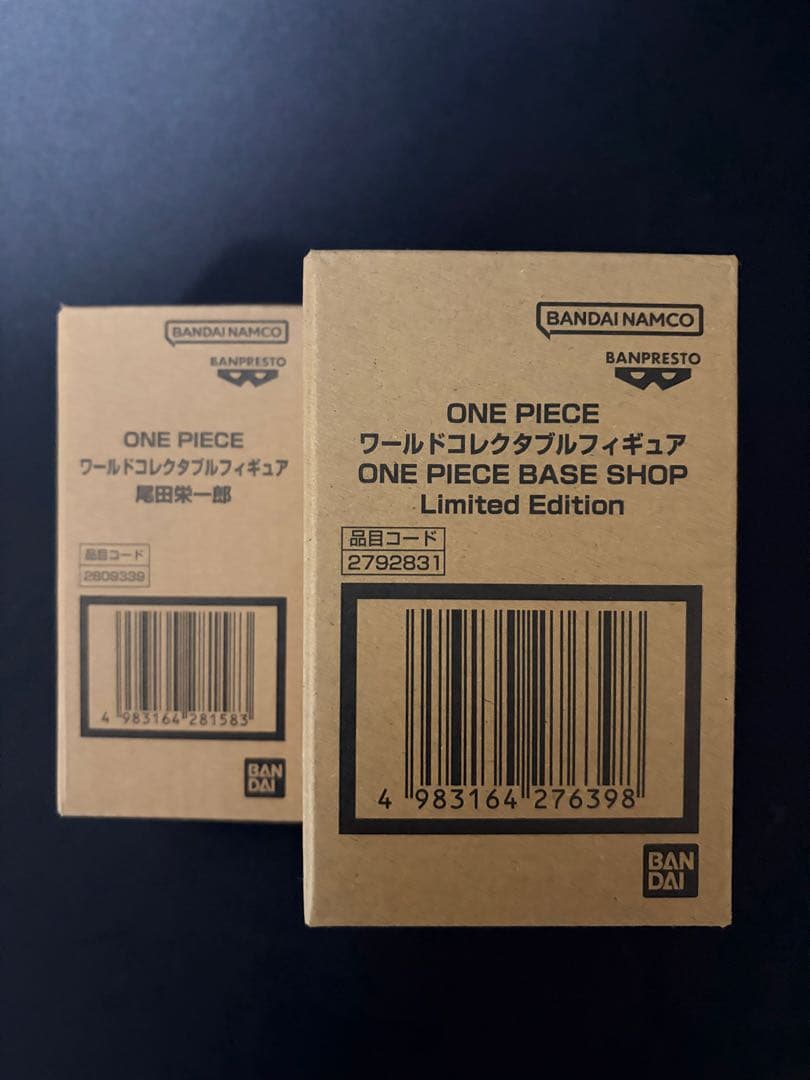 BANDAI NAMCO
BANPRESTO
ONE PIECE
ワールドコレクタブルフィギュア
尾田栄一郎
品目コード
2809339
4 983164 281583
BAN
DAI
BANDAI NAMCO
BANPRESTO
ONE PIECE
ワールドコレクタブルフィギュア
ONE PIECE BASE SHOP
Limited Edition
品目コード
2792831
4 983164 276398
BAN
DAI